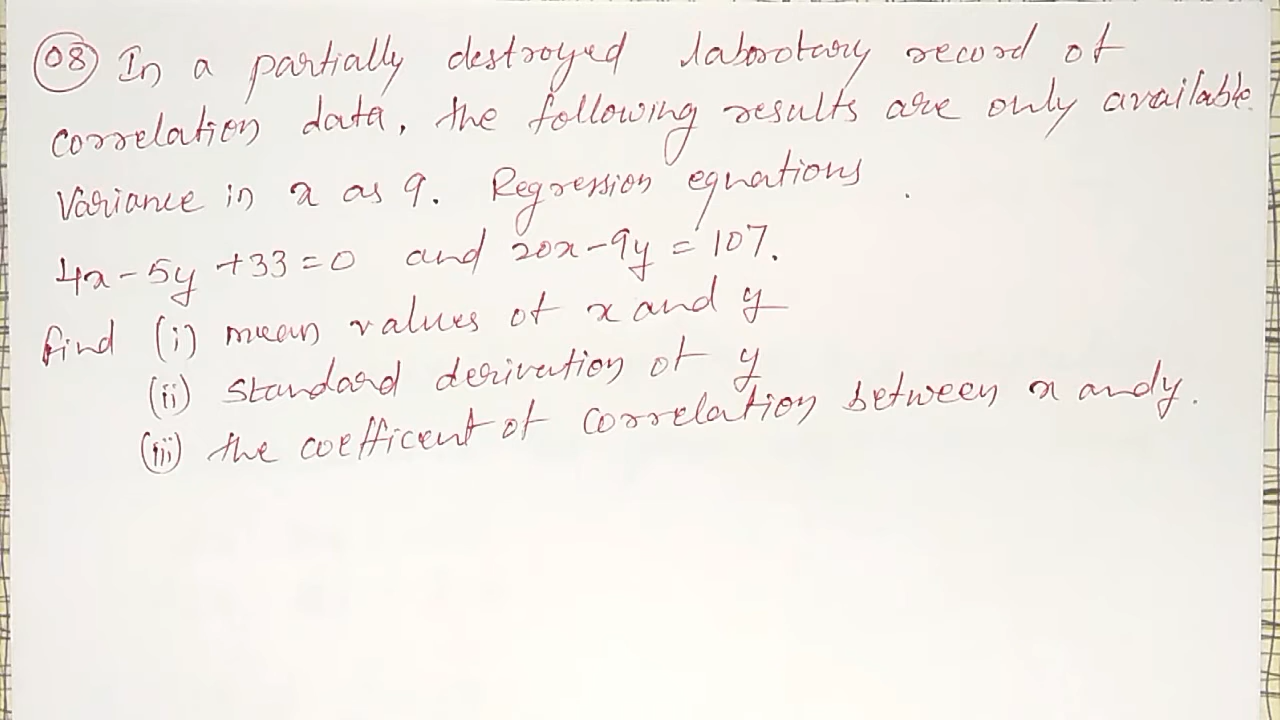 08 In a partially destroyed laborotary record of
correlation data, the following results are only available.
Variance in x as 9. Regression equations
4x-5y+33=0 and 20x-9y=107.
find (i) mean values of x and y
(ii) standard derivation of y
(iii) the coefficent of correlation between x and y.